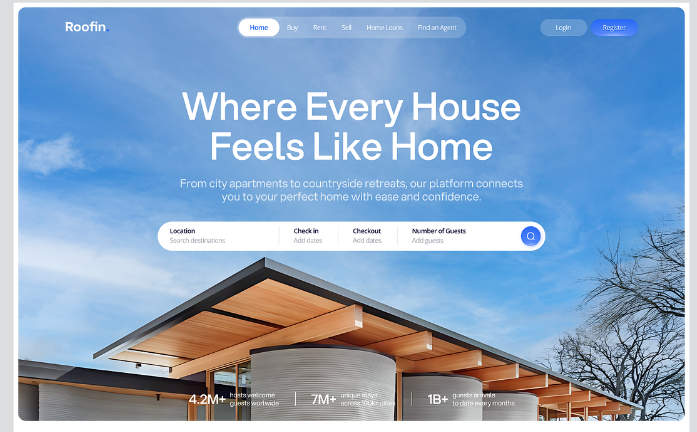 Roofin.
Home Buy Rent Sell Home Loans Find an Agent
Login Register
Where Every House
Feels Like Home
From city apartments to countryside retreats, our platform connects
you to your perfect home with ease and confidence.
Location Check in Checkout Number of Guests
Search destinations Add dates Add dates Add guests
4.2M+ hosts welcome
guests worldwide
7M+ unique stays
across 100k+ cities
1B+ guests arrivals
to date every months